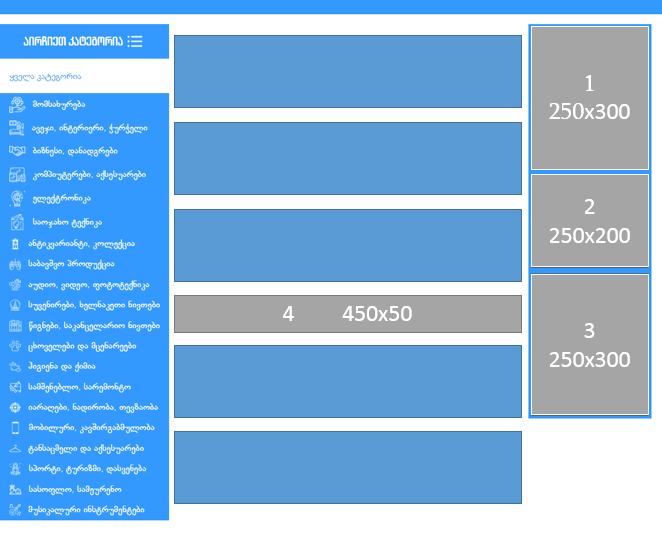 აირჩიეთ კატეგორია
ყველა კატეგორია
მომსახურება
ავეჯი, ინტერიერი, ჭურჭელი
ბიზნესი, დანადგრები
კომპიუტერები, აქსესუარები
ელექტრონიკა
საოჯახო ტექნიკა
ანტიკვარიანტი, კოლექცია
საბავშვო პროდუქცია
აუდიო, ვიდეო, ფოტოტექნიკა
სუვენირები, ხელნაკეთი ნივთები
წიგნები, საკანცელარიო ნივთები
ცხოველები და მცენარეები
ჰიგიენა და ქიმია
სამშენებლო, სარემონტო
იარაღები, ნადირობა, თევზაობა
მობილური, კავშირგაბმულობა
ტანსაცმელი და აქსესუარები
სპორტი, ტურიზმი, დასვენება
სასოფლო, სამეურნეო
მუსიკალური ინსტრუმენტები
4 450x50
1
250x300
2
250x200
3
250x300